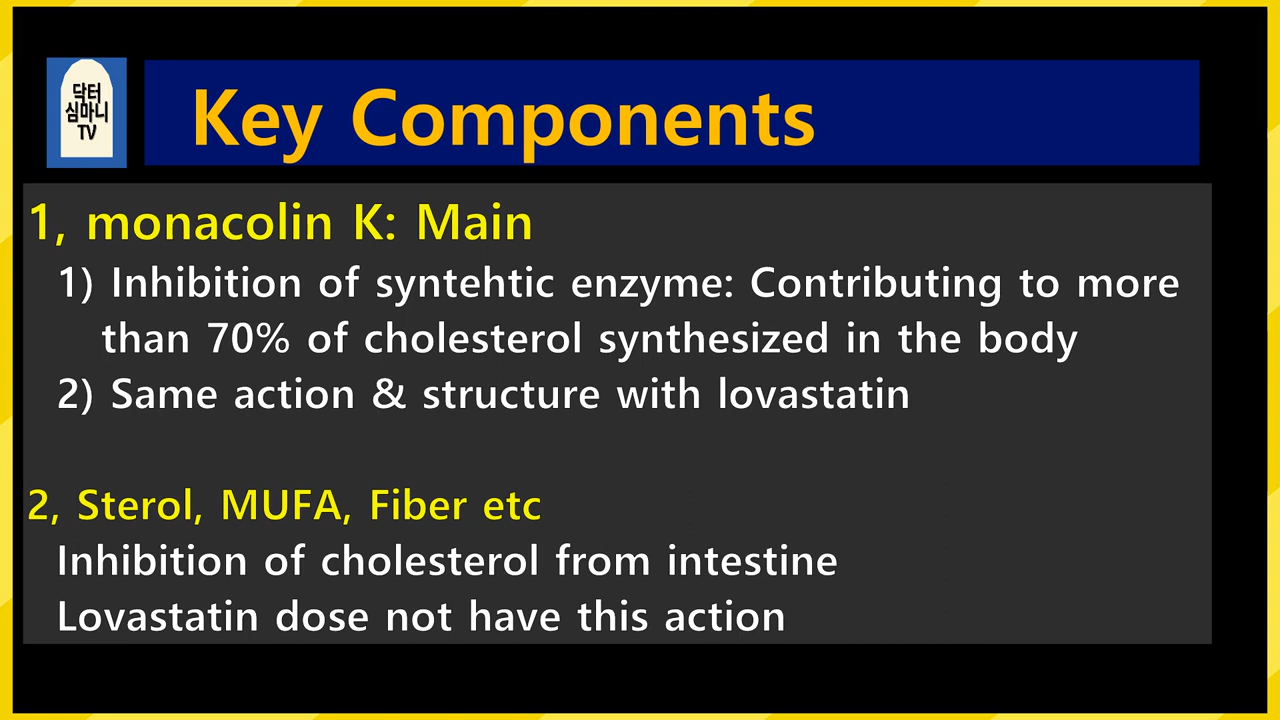 닥터
심마니
TV
Key Components
1, monacolin K: Main
1) Inhibition of syntehtic enzyme: Contributing to more
than 70% of cholesterol synthesized in the body
2) Same action & structure with lovastatin
2, Sterol, MUFA, Fiber etc
Inhibition of cholesterol from intestine
Lovastatin dose not have this action